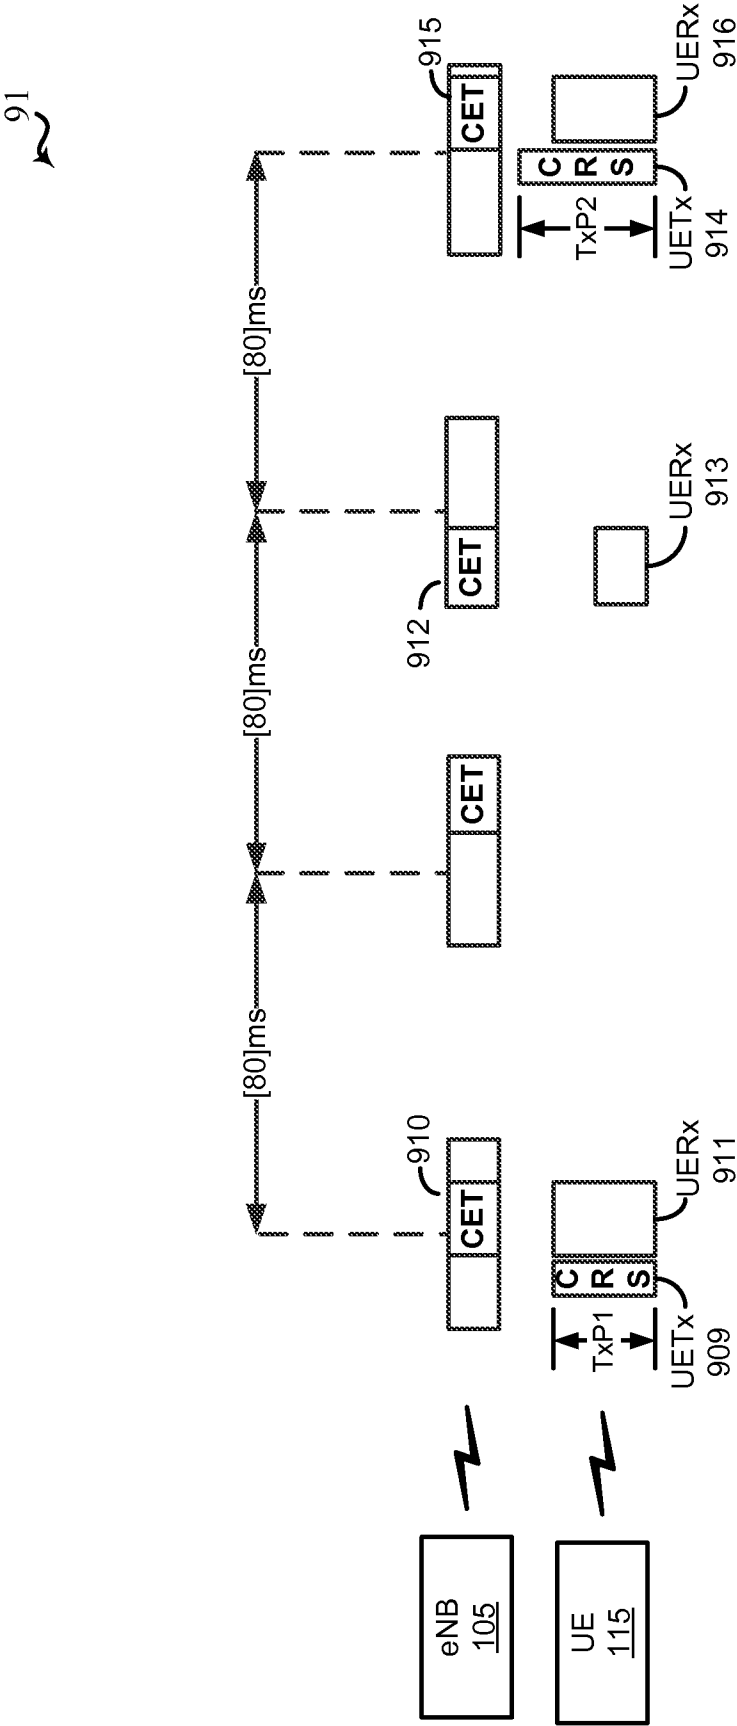 91
[80]ms
[80]ms
[80]ms
eNB
105
910
CET
CET
912
CET
915
CET
UE
115
TxP1
C R S
UETx
909
UERx
911
UERx
913
TxP2
C R S
UETx
914
UERx
916